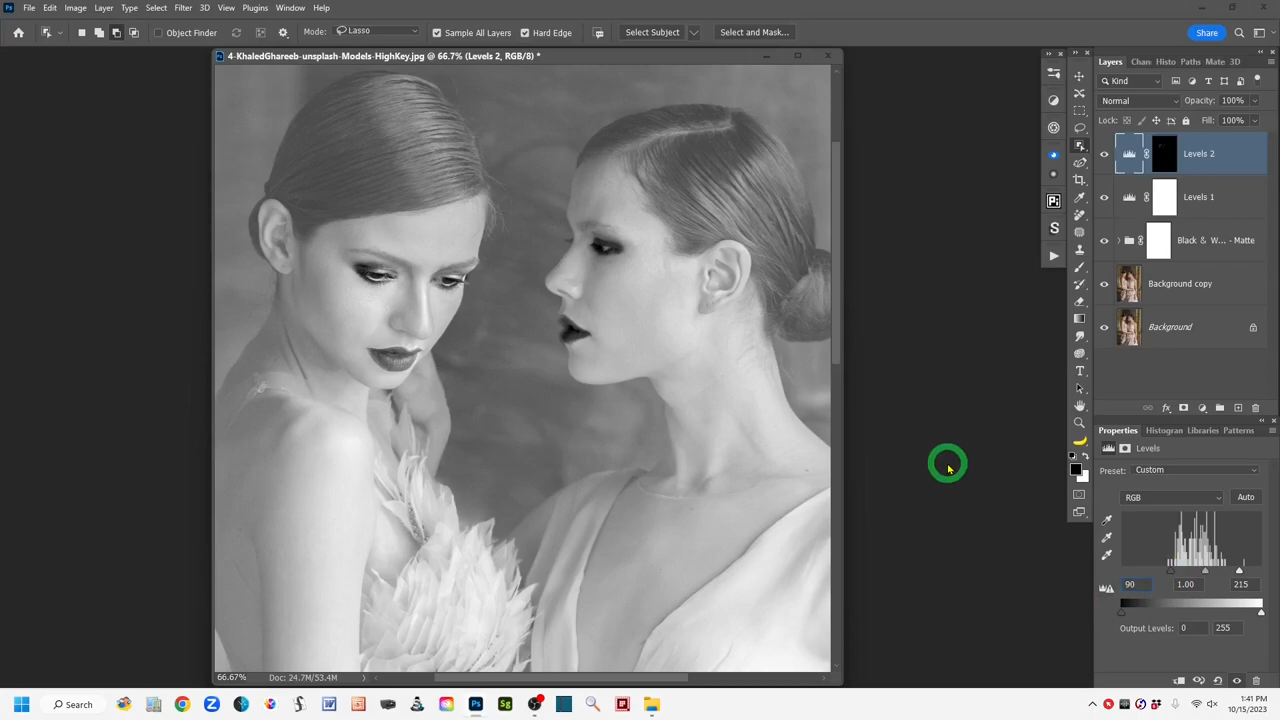 Ps File Edit Image Layer Type Select Filter 3D View Plugins Window Help
Object Finder Mode: Lasso Sample All Layers Hard Edge Select Subject Select and Mask... Share
4-KhaledGhareeb-unsplash-Models-HighKey.jpg @ 66.7% (Levels 2, RGB/8) *
Layers Chan Histo Paths Mate 3D
Kind
Normal Opacity: 100%
Lock: Fill: 100%
Levels 2
Levels 1
Black & W... - Matte
Background copy
Background
Properties Histogran Libraries Patterns
Levels
Preset: Custom
RGB Auto
90 1.00 215
Output Levels: 0 255
66.67% Doc: 24.7M/53.4M
Search
1:41 PM
10/15/2023